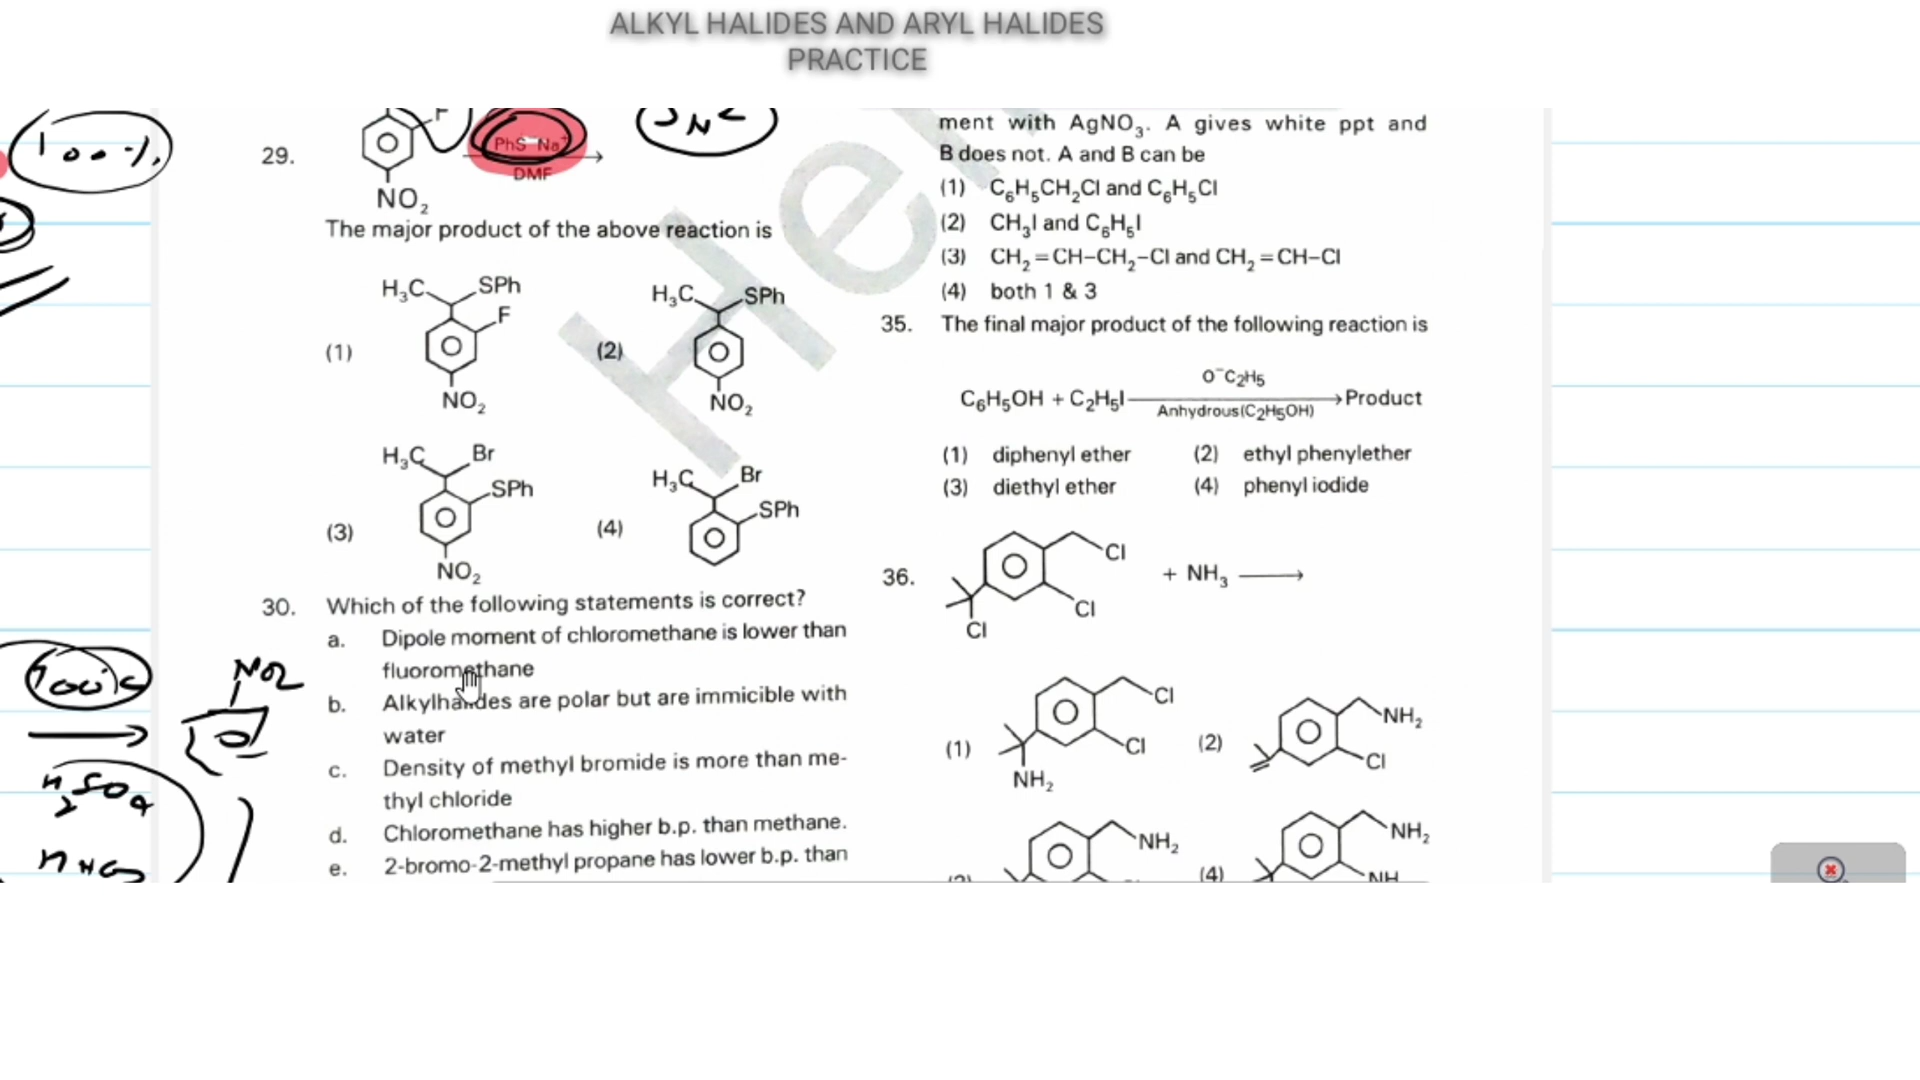 ALKYL HALIDES AND ARYL HALIDES
PRACTICE
100%
29.
F
PhS⁻Na⁺
DMF
SN2
NO₂
The major product of the above reaction is
H₃C SPh
F
(1)
NO₂
H₃C SPh
(2)
NO₂
H₃C Br
SPh
(3)
NO₂
H₃C Br
SPh
(4)
30. Which of the following statements is correct?
a. Dipole moment of chloromethane is lower than
fluoromethane
b. Alkylhalides are polar but are immicible with
water
c. Density of methyl bromide is more than me-
thyl chloride
d. Chloromethane has higher b.p. than methane.
e. 2-bromo-2-methyl propane has lower b.p. than
NO2
ment with AgNO₃. A gives white ppt and
B does not. A and B can be
(1) C₆H₅CH₂Cl and C₆H₅Cl
(2) CH₃I and C₆H₅I
(3) CH₂=CH–CH₂–Cl and CH₂=CH–Cl
(4) both 1 & 3
35. The final major product of the following reaction is
O⁻C₂H₅
C₆H₅OH + C₂H₅I → Product
Anhydrous(C₂H₅OH)
(1) diphenyl ether (2) ethyl phenylether
(3) diethyl ether (4) phenyl iodide
36.
Cl
+ NH₃ →
Cl
Cl
(1)
Cl
Cl
NH₂
(2)
NH₂
Cl
NH₂
(4)
NH₂
NH
Her